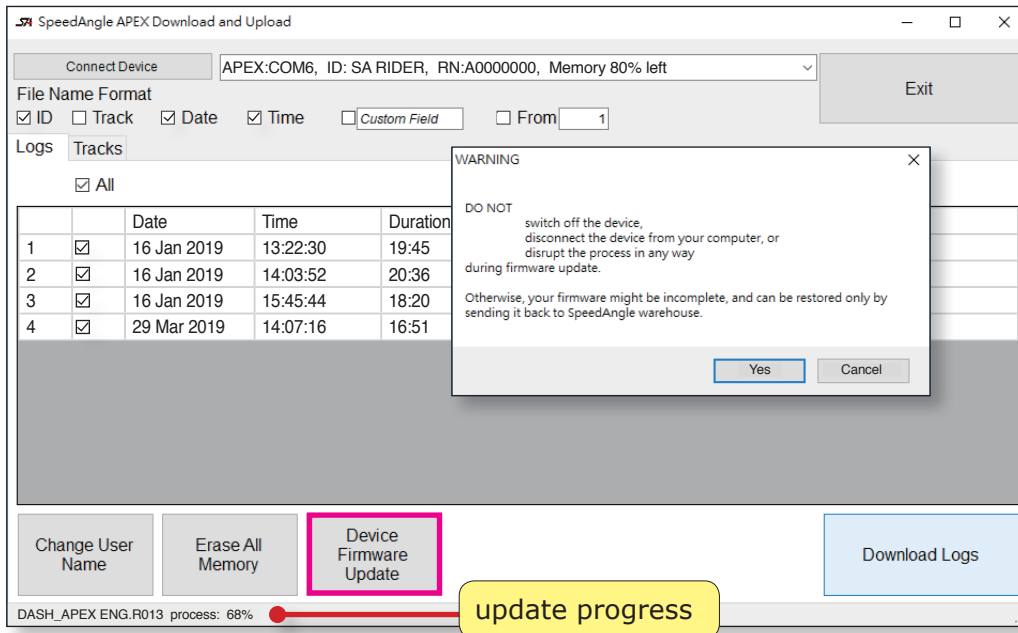 SA SpeedAngle APEX Download and Upload
Connect Device APEX:COM6, ID: SA RIDER, RN:A0000000, Memory 80% left
Exit
File Name Format
ID Track Date Time Custom Field From 1
Logs Tracks
All
Date Time Duration
1 16 Jan 2019 13:22:30 19:45
2 16 Jan 2019 14:03:52 20:36
3 16 Jan 2019 15:45:44 18:20
4 29 Mar 2019 14:07:16 16:51
WARNING
DO NOT
switch off the device,
disconnect the device from your computer, or
disrupt the process in any way
during firmware update.
Otherwise, your firmware might be incomplete, and can be restored only by
sending it back to SpeedAngle warehouse.
Yes Cancel
Change User
Name
Erase All
Memory
Device
Firmware
Update
Download Logs
DASH_APEX ENG.R013 process: 68%
update progress